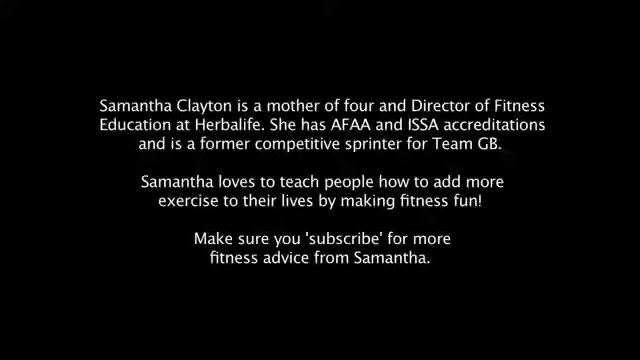 Samantha Clayton is a mother of four and Director of Fitness
Education at Herbalife. She has AFAA and ISSA accreditations
and is a former competitive sprinter for Team GB.
Samantha loves to teach people how to add more
exercise to their lives by making fitness fun!
Make sure you 'subscribe' for more
fitness advice from Samantha.